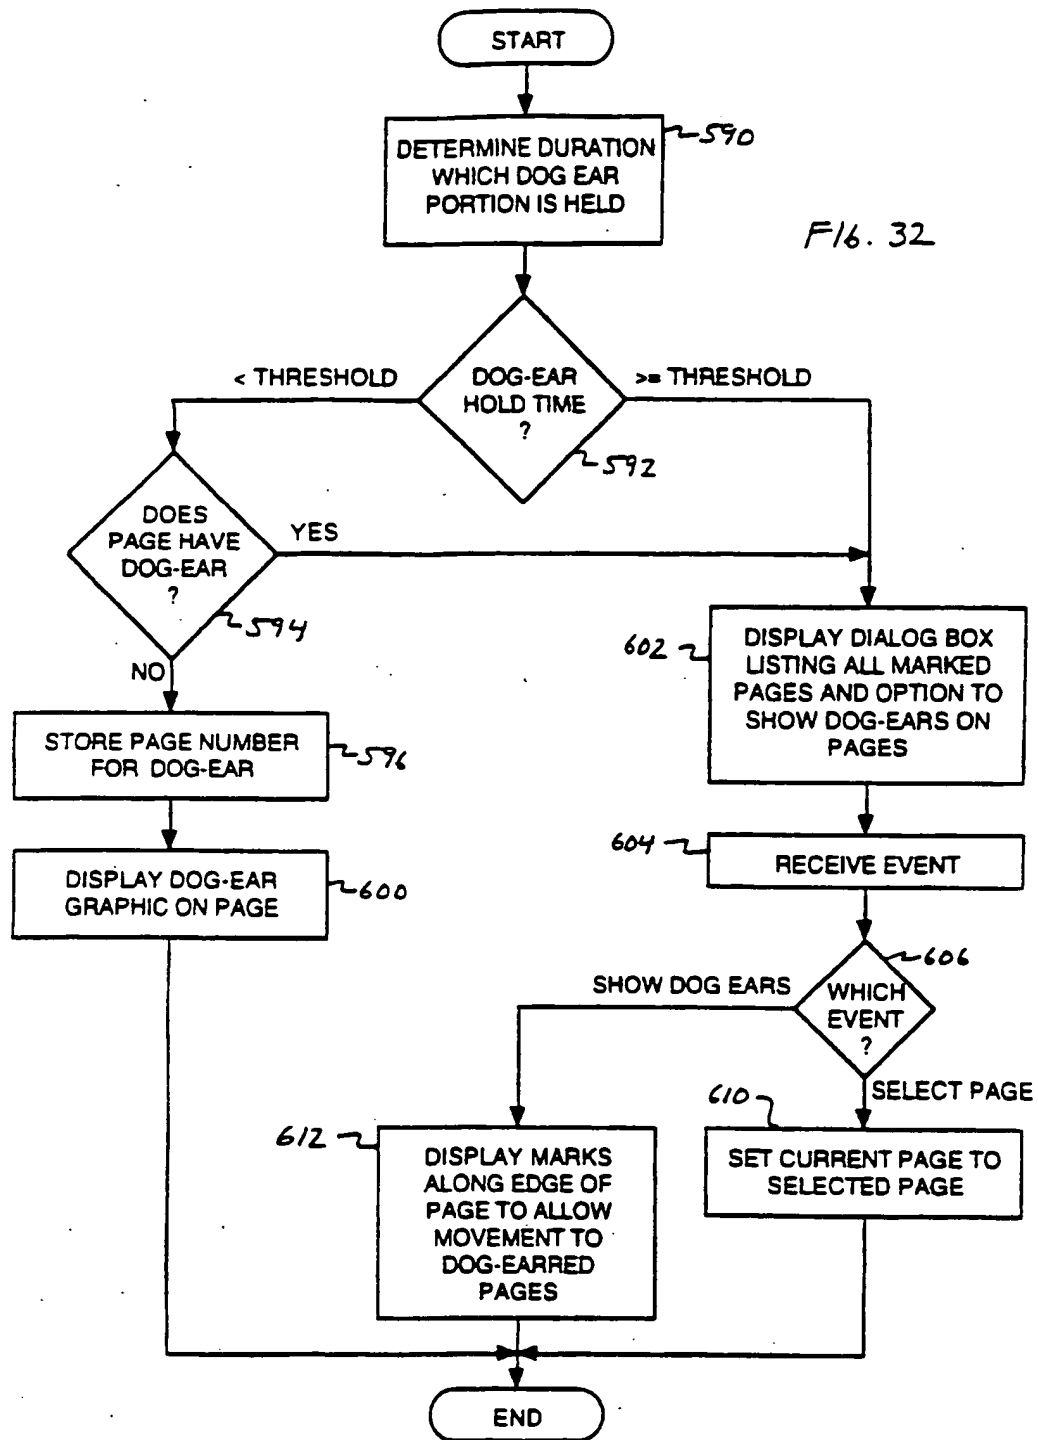 START
DETERMINE DURATION
WHICH DOG EAR
PORTION IS HELD
590
FIG. 32
< THRESHOLD
DOG-EAR
HOLD TIME
?
>= THRESHOLD
592
DOES
PAGE HAVE
DOG-EAR
?
YES
594
NO
602
DISPLAY DIALOG BOX
LISTING ALL MARKED
PAGES AND OPTION TO
SHOW DOG-EARS ON
PAGES
STORE PAGE NUMBER
FOR DOG-EAR
596
604
RECEIVE EVENT
DISPLAY DOG-EAR
GRAPHIC ON PAGE
600
606
SHOW DOG EARS
WHICH
EVENT
?
SELECT PAGE
610
612
DISPLAY MARKS
ALONG EDGE OF
PAGE TO ALLOW
MOVEMENT TO
DOG-EARRED
PAGES
SET CURRENT PAGE TO
SELECTED PAGE
END